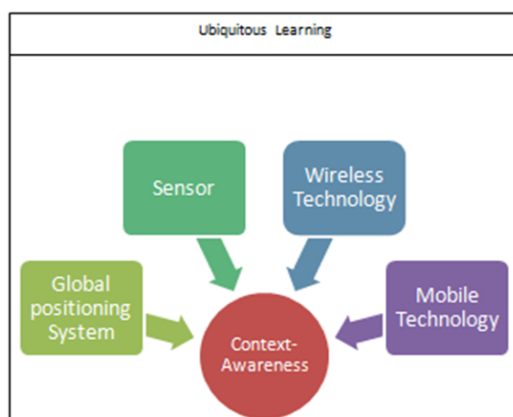 Ubiquitous Learning
Sensor
Wireless
Technology
Global
positioning
System
Mobile
Technology
Context-
Awareness